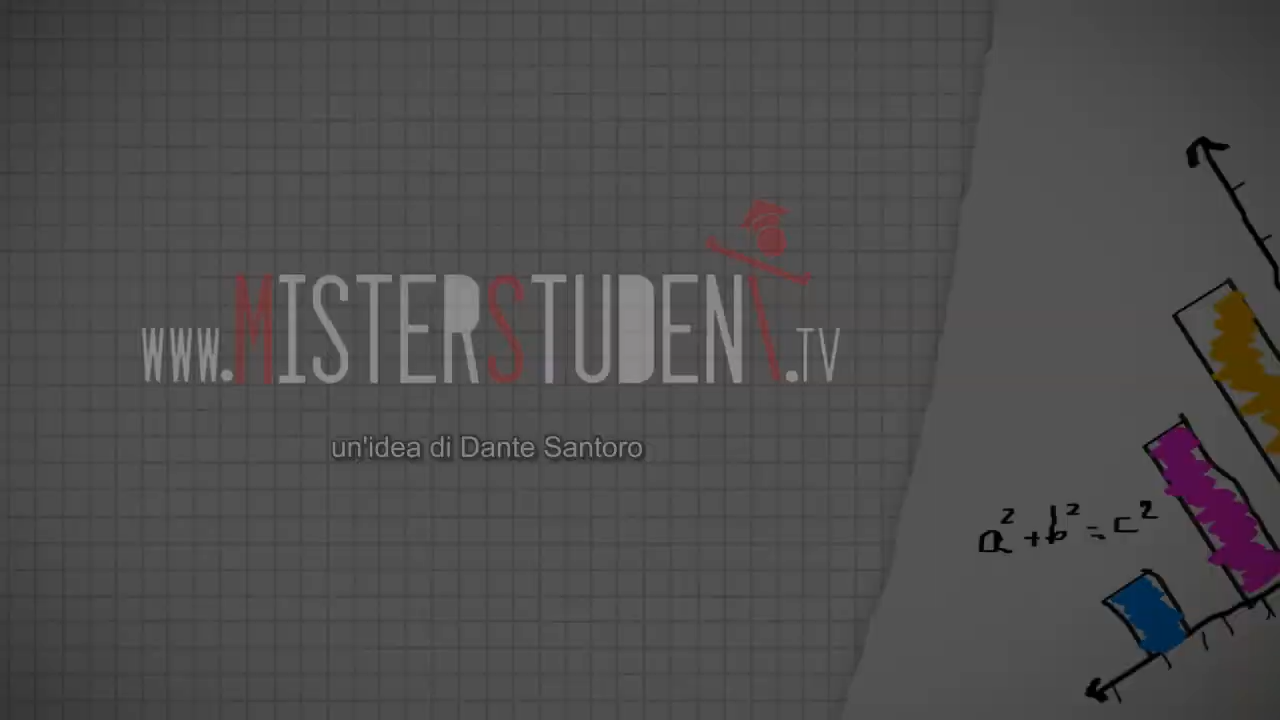 www.MISTERSTUDENT.TV
un'idea di Dante Santoro
a² + b² = c²